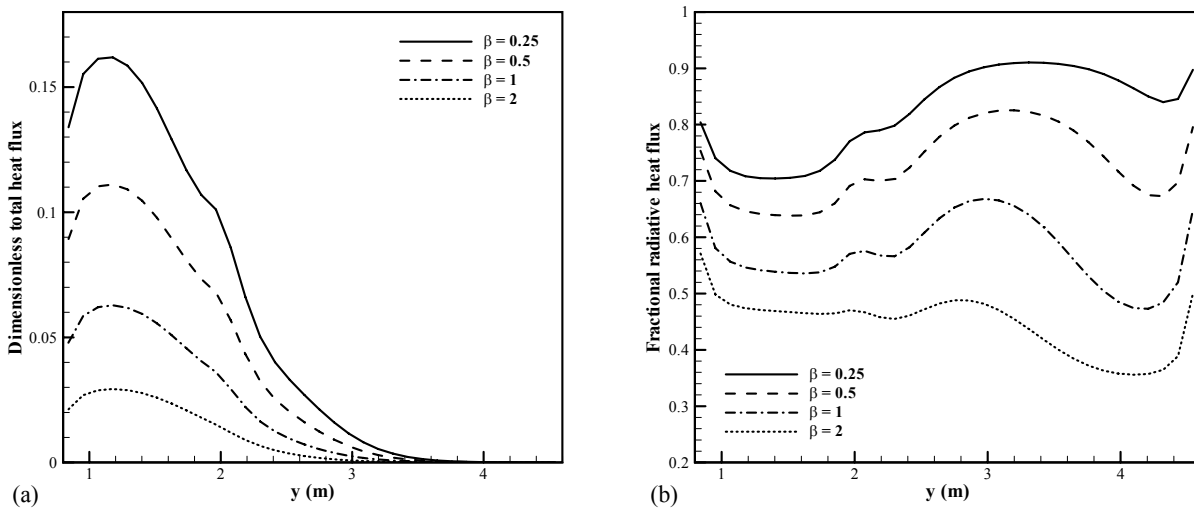 Dimensionless total heat flux
0.15
0.1
0.05
0
1
2
3
4
y (m)
(a)
β = 0.25
β = 0.5
β = 1
β = 2
Fractional radiative heat flux
1
0.9
0.8
0.7
0.6
0.5
0.4
0.3
0.2
1
2
3
4
y (m)
(b)
β = 0.25
β = 0.5
β = 1
β = 2